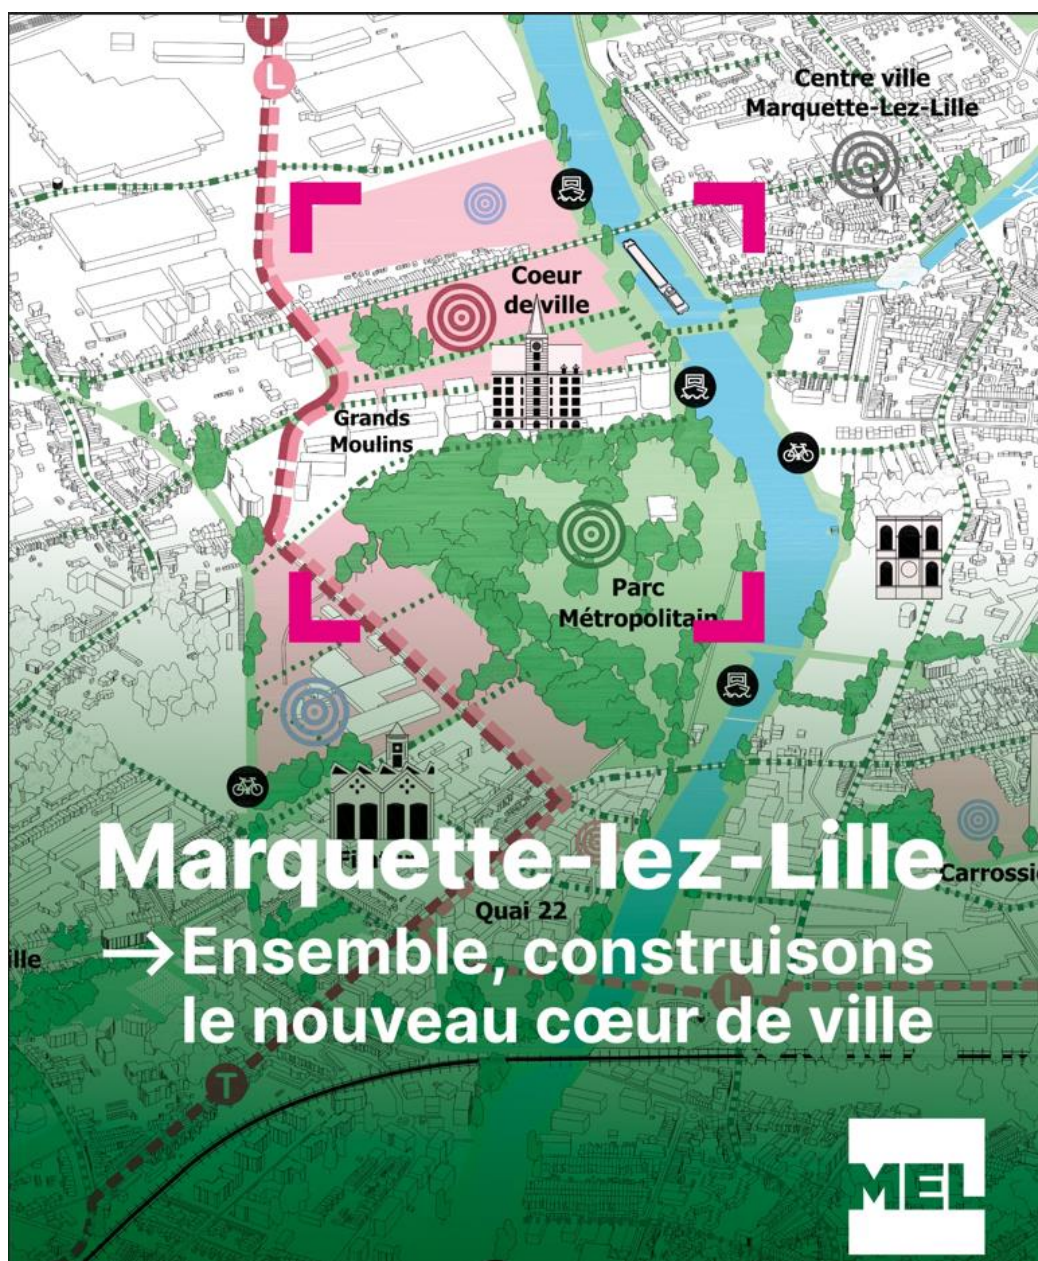 T
L
Centre ville
Marquette-Lez-Lille
Coeur
de ville
Grands
Moulins
Parc
Métropolitain
Marquette-lez-Lille
Quai 22
→Ensemble, construisons
le nouveau cœur de ville
L
T
MEL